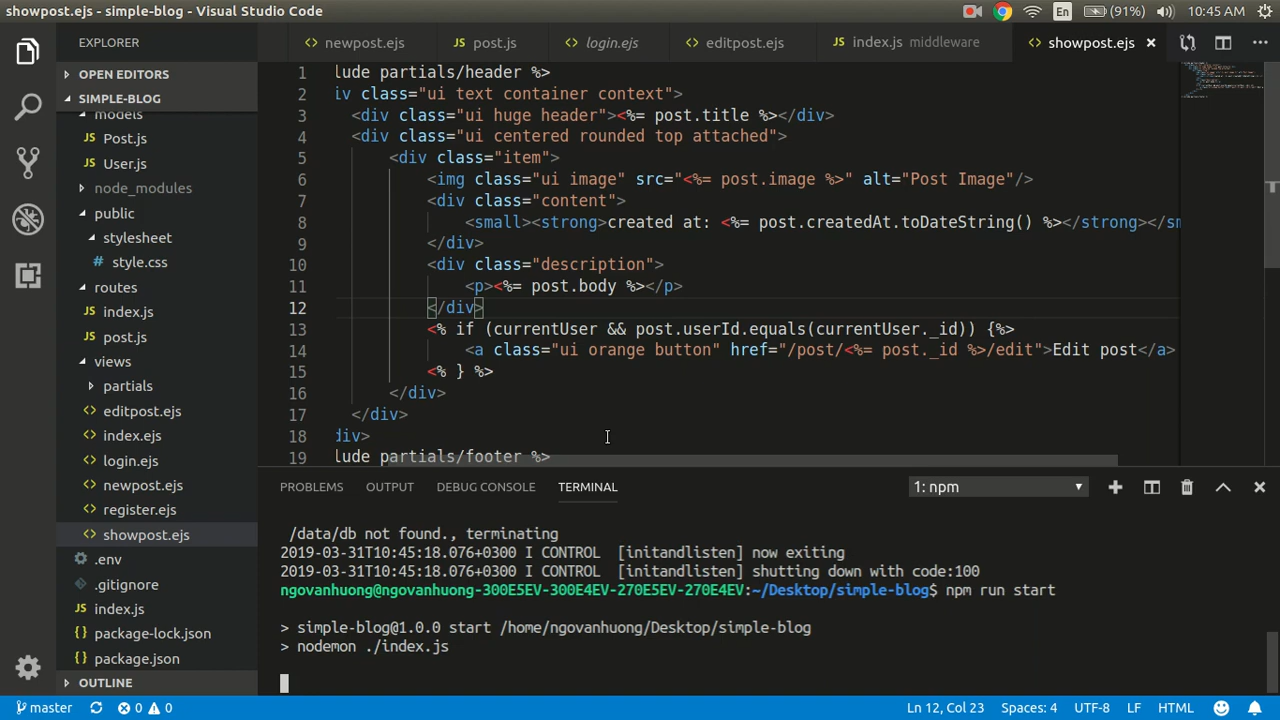 showpost.ejs - simple-blog - Visual Studio Code
En
(91%)
10:45 AM
EXPLORER
OPEN EDITORS
SIMPLE-BLOG
models
Post.js
User.js
node_modules
public
stylesheet
style.css
routes
index.js
post.js
views
partials
editpost.ejs
index.ejs
login.ejs
newpost.ejs
register.ejs
showpost.ejs
.env
.gitignore
index.js
package-lock.json
package.json
OUTLINE
newpost.ejs
post.js
login.ejs
editpost.ejs
index.js middleware
showpost.ejs
1 lude partials/header %>
2 iv class="ui text container context">
3 <div class="ui huge header"><%= post.title %></div>
4 <div class="ui centered rounded top attached">
5 <div class="item">
6 <img class="ui image" src="<%= post.image %>" alt="Post Image"/>
7 <div class="content">
8 <small><strong>created at: <%= post.createdAt.toDateString() %></strong></sm
9 </div>
10 <div class="description">
11 <p><%= post.body %></p>
12 </div>
13 <% if (currentUser && post.userId.equals(currentUser._id)) {%>
14 <a class="ui orange button" href="/post/<%= post._id %>/edit">Edit post</a>
15 <% } %>
16 </div>
17 </div>
18 div>
19 lude partials/footer %>
PROBLEMS
OUTPUT
DEBUG CONSOLE
TERMINAL
1: npm
/data/db not found., terminating
2019-03-31T10:45:18.076+0300 I CONTROL [initandlisten] now exiting
2019-03-31T10:45:18.076+0300 I CONTROL [initandlisten] shutting down with code:100
ngovanhuong@ngovanhuong-300E5EV-300E4EV-270E5EV-270E4EV:~/Desktop/simple-blog$ npm run start
> simple-blog@1.0.0 start /home/ngovanhuong/Desktop/simple-blog
> nodemon ./index.js
master
0
0
Ln 12, Col 23
Spaces: 4
UTF-8
LF
HTML